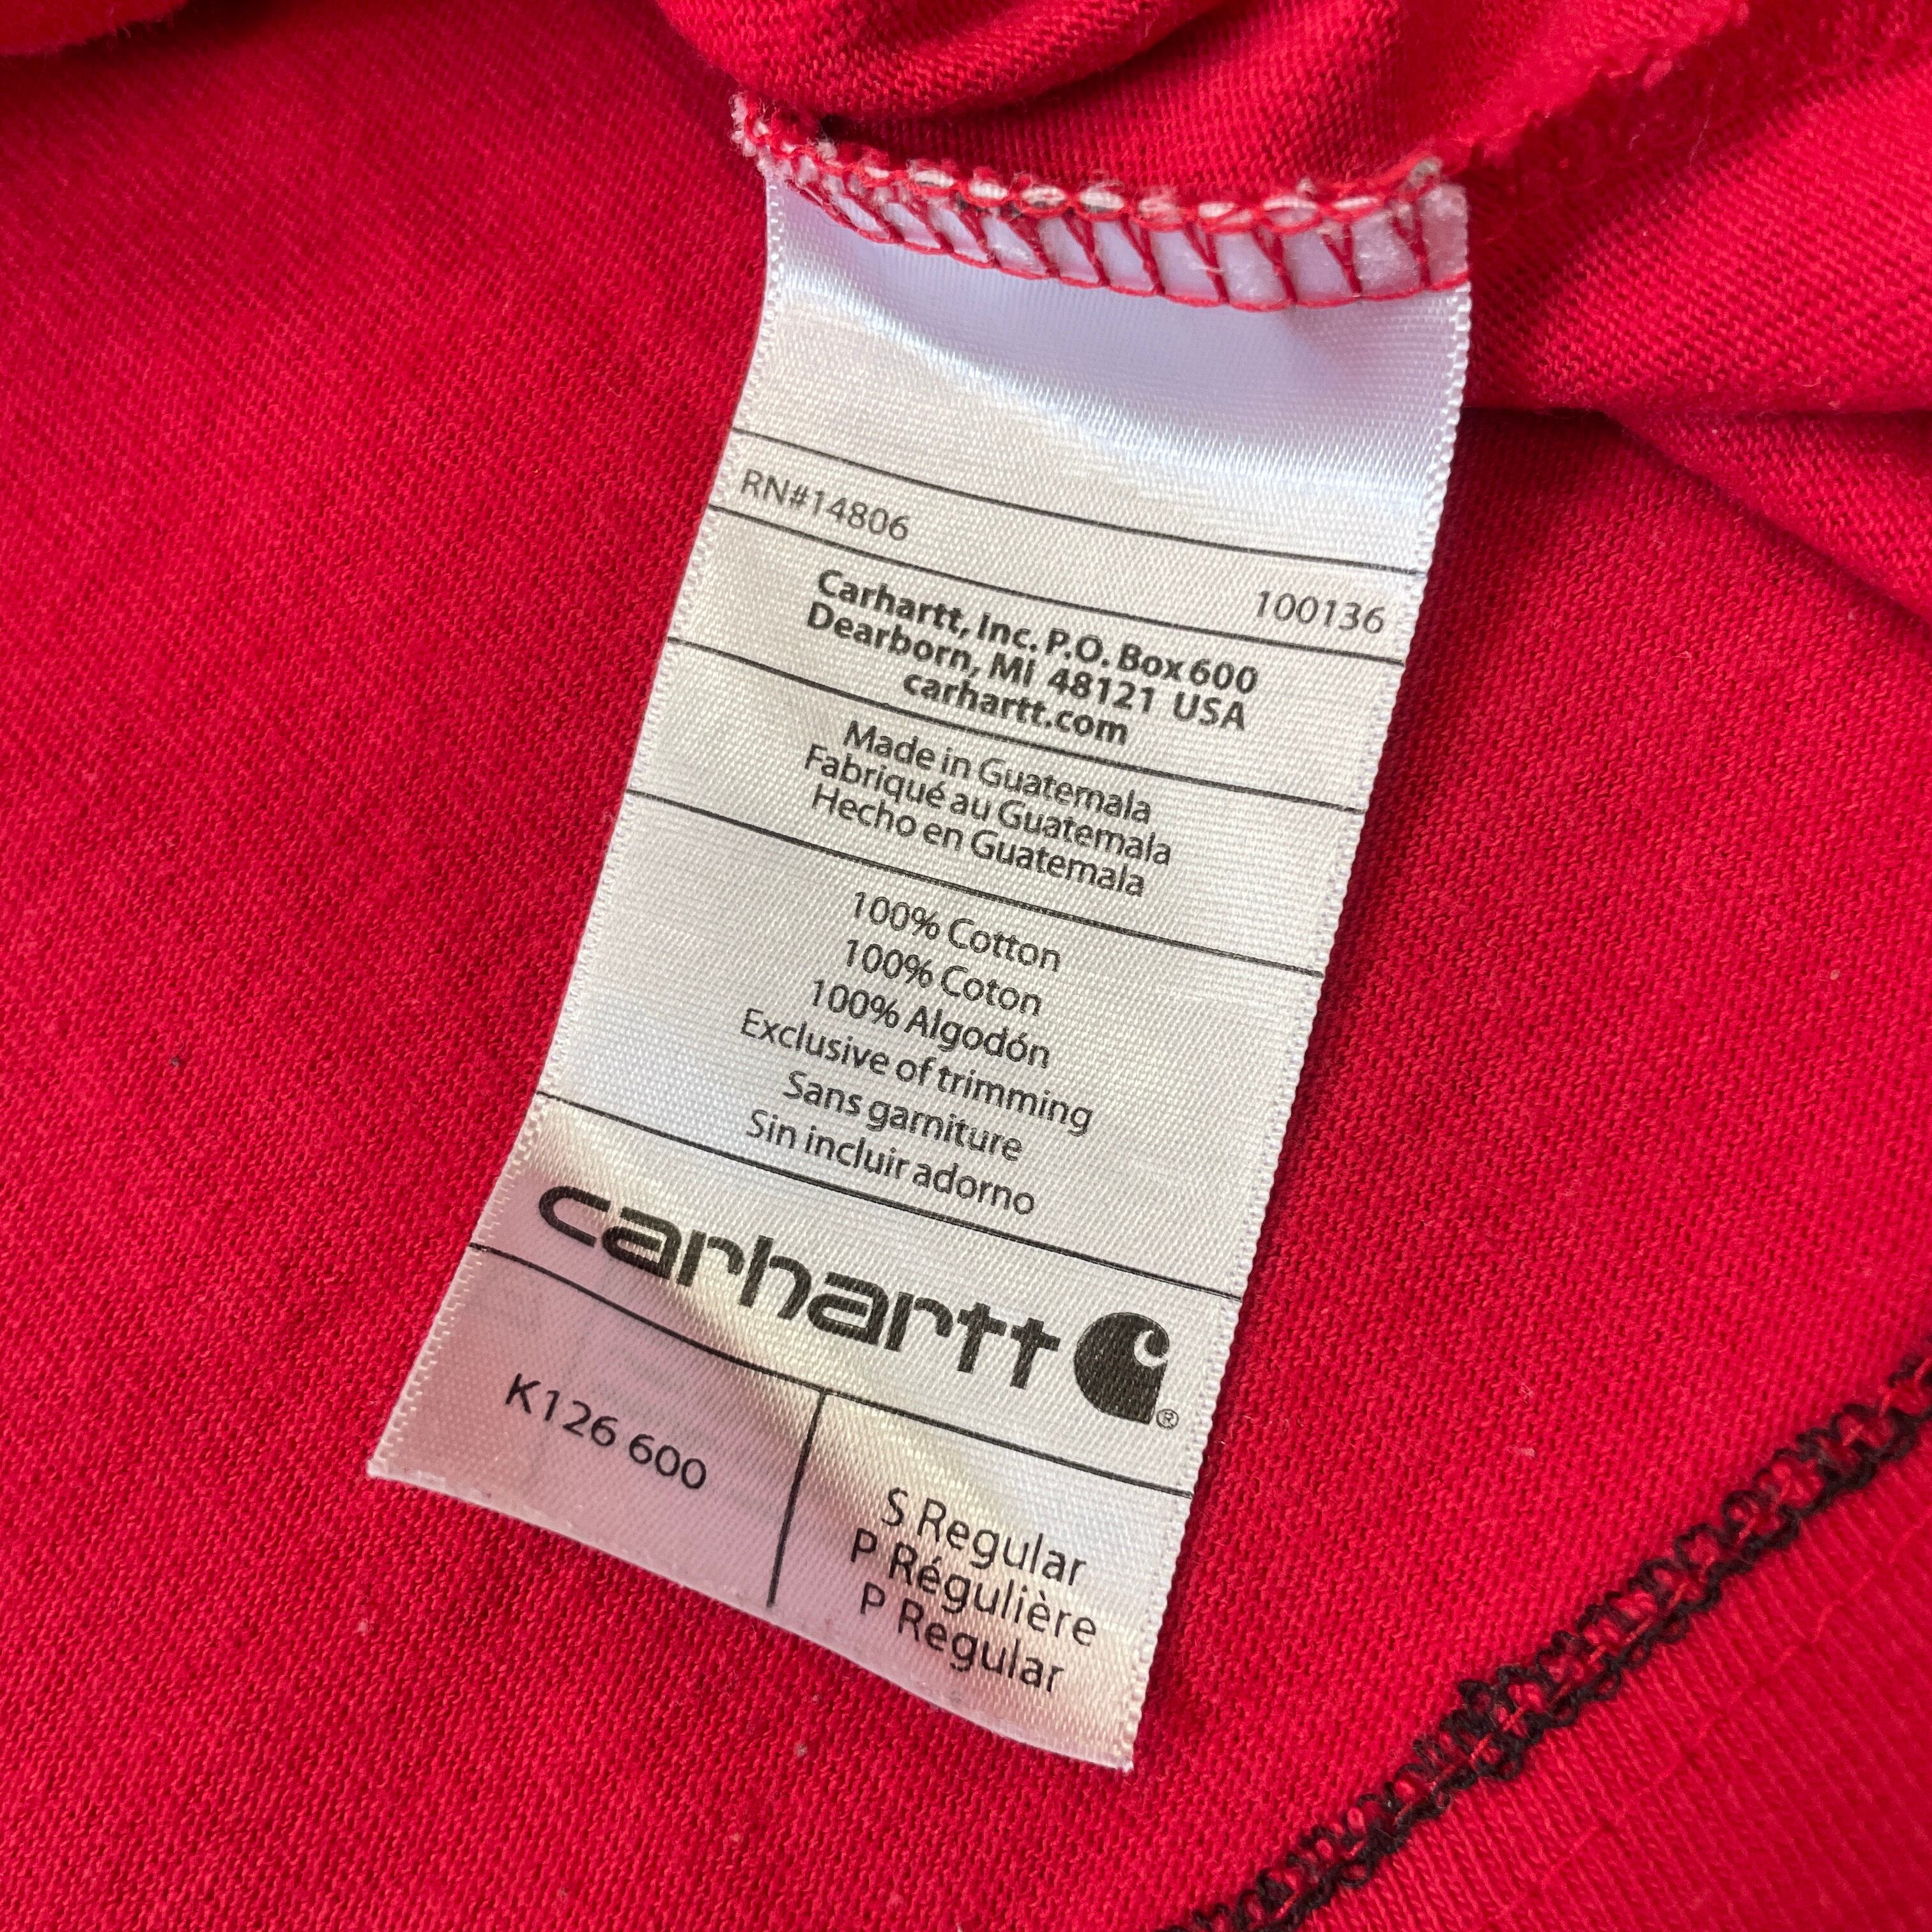 RN#14806 100136
Carhartt, Inc. P.O. Box 600
Dearborn, MI 48121 USA
carhartt.com
Made in Guatemala
Fabriqué au Guatemala
Hecho en Guatemala
100% Cotton
100% Coton
100% Algodón
Exclusive of trimming
Sans garniture
Sin incluir adorno
carhartt ®
K126 600
S Regular
P Régulière
P Regular